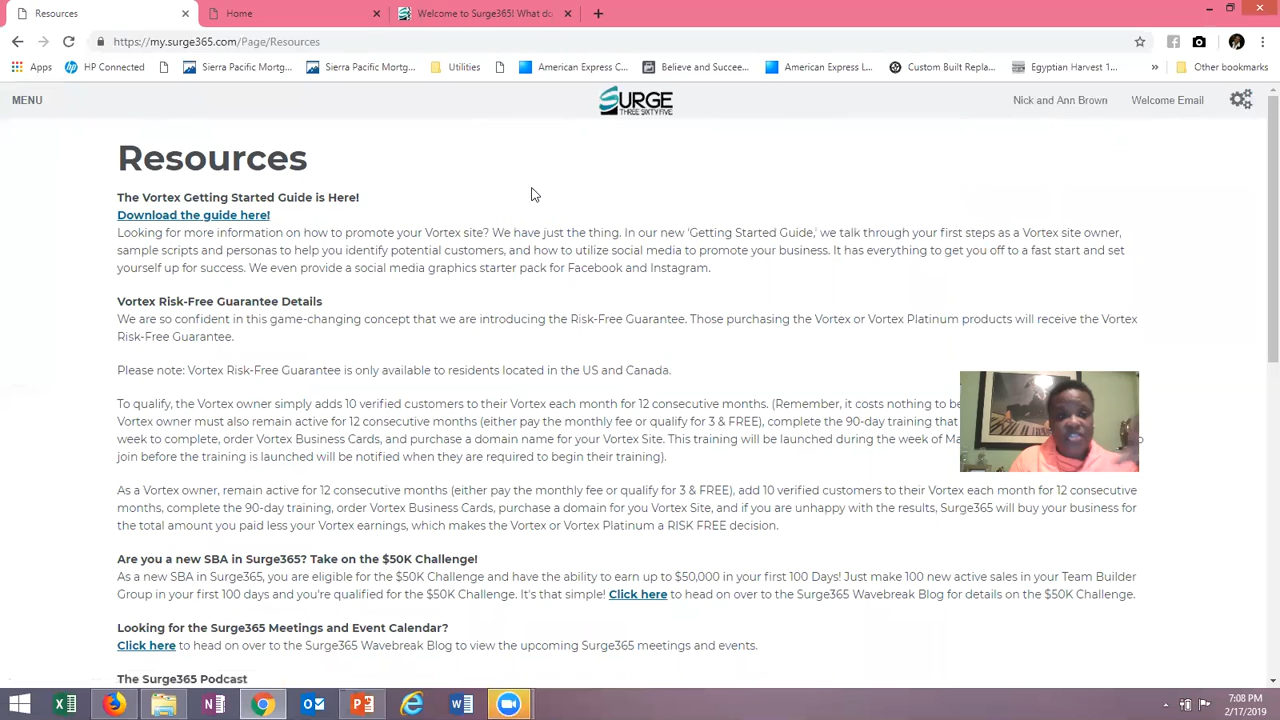 Resources
Home
Welcome to Surge365! What do
https://my.surge365.com/Page/Resources
Apps
HP Connected
Sierra Pacific Mortg...
Sierra Pacific Mortg...
Utilities
American Express C...
Believe and Succee...
American Express L...
Custom Built Repla...
Egyptian Harvest 1...
»
Other bookmarks
MENU
SURGE
THREE SIXTY FIVE
Nick and Ann Brown
Welcome Email
Resources
The Vortex Getting Started Guide is Here!
Download the guide here!
Looking for more information on how to promote your Vortex site? We have just the thing. In our new 'Getting Started Guide,' we talk through your first steps as a Vortex site owner,
sample scripts and personas to help you identify potential customers, and how to utilize social media to promote your business. It has everything to get you off to a fast start and set
yourself up for success. We even provide a social media graphics starter pack for Facebook and Instagram.
Vortex Risk-Free Guarantee Details
We are so confident in this game-changing concept that we are introducing the Risk-Free Guarantee. Those purchasing the Vortex or Vortex Platinum products will receive the Vortex
Risk-Free Guarantee.
Please note: Vortex Risk-Free Guarantee is only available to residents located in the US and Canada.
To qualify, the Vortex owner simply adds 10 verified customers to their Vortex each month for 12 consecutive months. (Remember, it costs nothing to be
Vortex owner must also remain active for 12 consecutive months (either pay the monthly fee or qualify for 3 & FREE), complete the 90-day training that
week to complete, order Vortex Business Cards, and purchase a domain name for your Vortex Site. This training will be launched during the week of Ma
join before the training is launched will be notified when they are required to begin their training).
As a Vortex owner, remain active for 12 consecutive months (either pay the monthly fee or qualify for 3 & FREE), add 10 verified customers to their Vortex each month for 12 consecutive
months, complete the 90-day training, order Vortex Business Cards, purchase a domain for you Vortex Site, and if you are unhappy with the results, Surge365 will buy your business for
the total amount you paid less your Vortex earnings, which makes the Vortex or Vortex Platinum a RISK FREE decision.
Are you a new SBA in Surge365? Take on the $50K Challenge!
As a new SBA in Surge365, you are eligible for the $50K Challenge and have the ability to earn up to $50,000 in your first 100 Days! Just make 100 new active sales in your Team Builder
Group in your first 100 days and you're qualified for the $50K Challenge. It's that simple! Click here to head on over to the Surge365 Wavebreak Blog for details on the $50K Challenge.
Looking for the Surge365 Meetings and Event Calendar?
Click here to head on over to the Surge365 Wavebreak Blog to view the upcoming Surge365 meetings and events.
The Surge365 Podcast
7:08 PM
2/17/2019